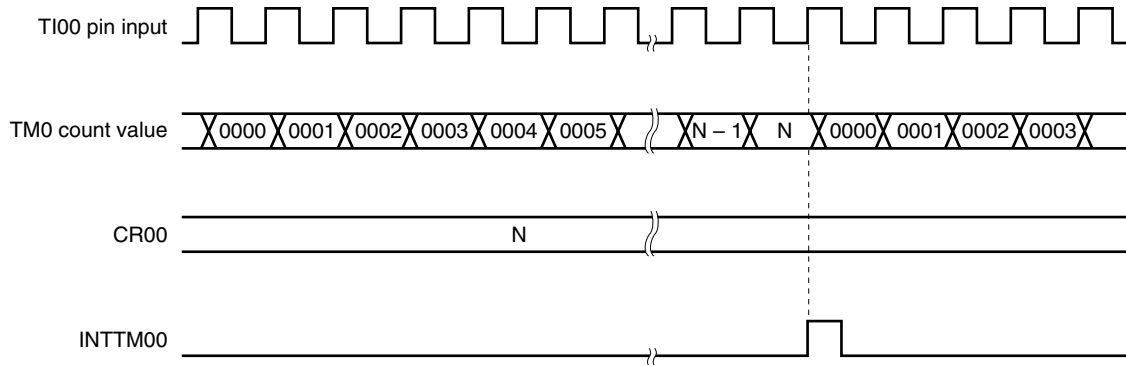 TI00 pin input
TM0 count value 0000 0001 0002 0003 0004 0005 N – 1 N 0000 0001 0002 0003
CR00 N
INTTM00